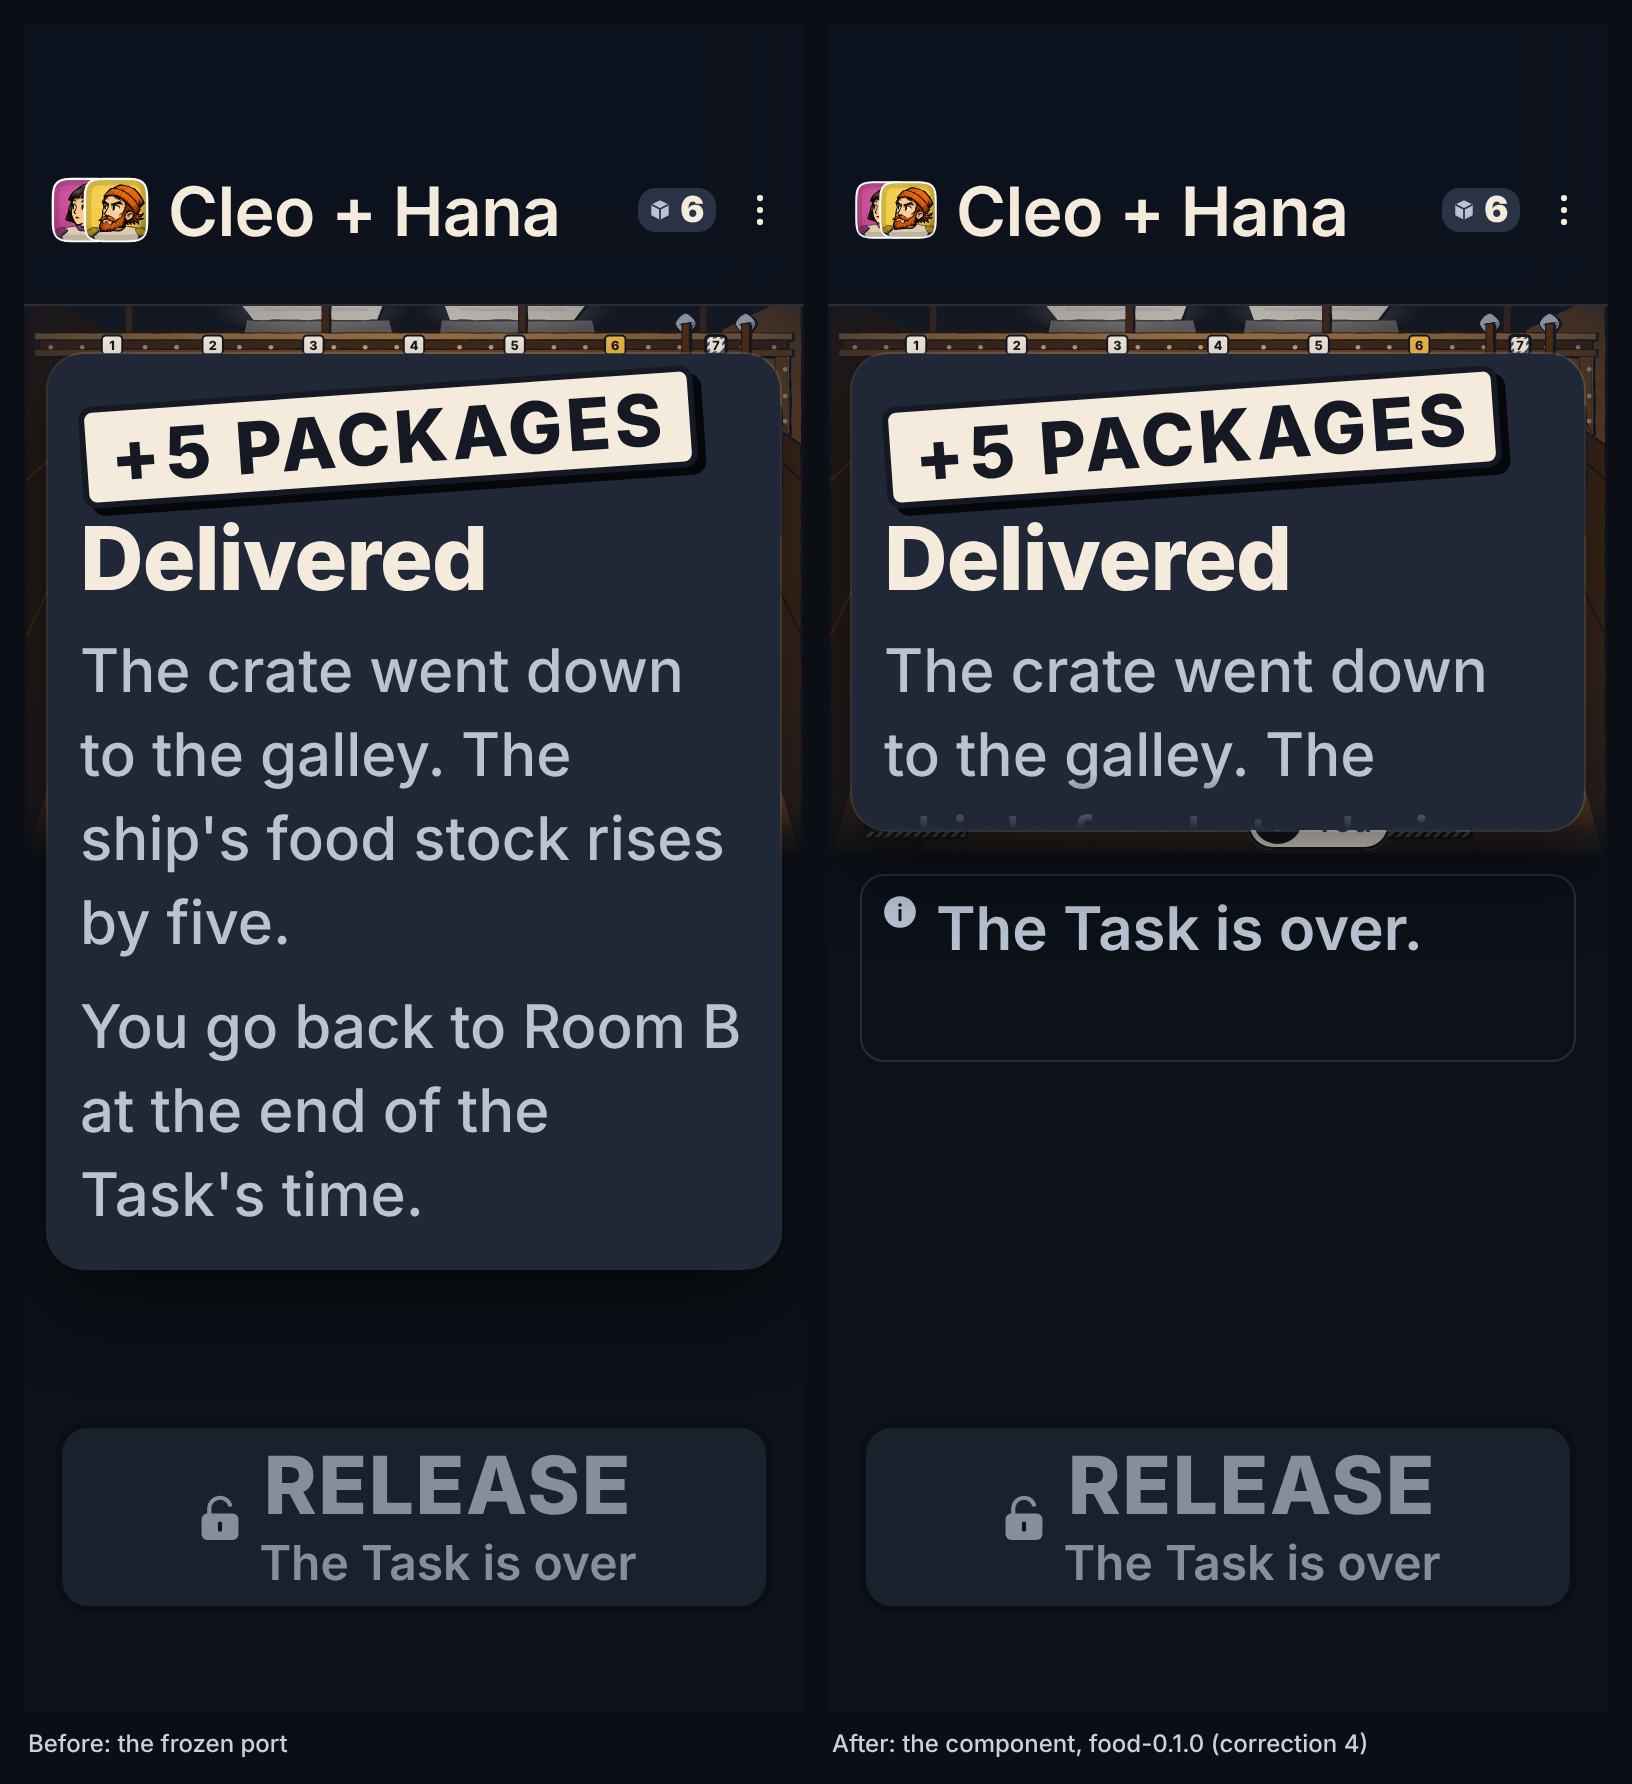 Cleo + Hana
6
1 2 3 4 5 6 7
+5 PACKAGES
Delivered
The crate went down
to the galley. The
ship's food stock rises
by five.
You go back to Room B
at the end of the
Task's time.
RELEASE
The Task is over
Before: the frozen port
Cleo + Hana
6
1 2 3 4 5 6 7
+5 PACKAGES
Delivered
The crate went down
to the galley. The
The Task is over.
RELEASE
The Task is over
After: the component, food-0.1.0 (correction 4)